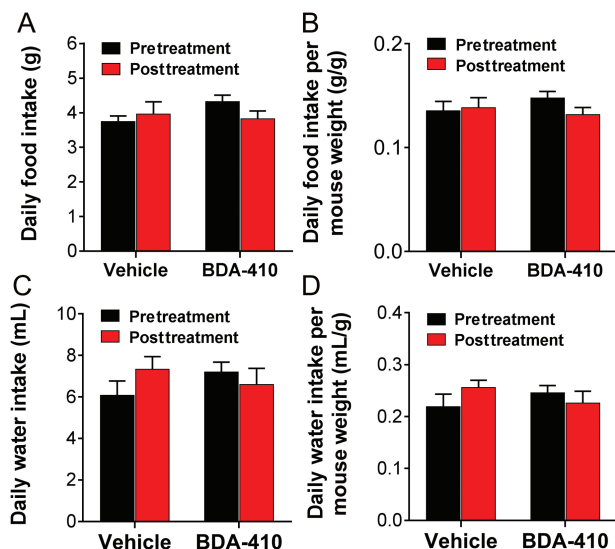 A
Daily food intake (g)
6
4
2
0
Pretreatment
Posttreatment
Vehicle
BDA-410
B
Daily food intake per
mouse weight (g/g)
0.2
0.1
0.0
Pretreatment
Posttreatment
Vehicle
BDA-410
C
Daily water intake (mL)
10
8
6
4
2
0
Pretreatment
Posttreatment
Vehicle
BDA-410
D
Daily water intake per
mouse weight (mL/g)
0.4
0.3
0.2
0.1
0.0
Pretreatment
Posttreatment
Vehicle
BDA-410